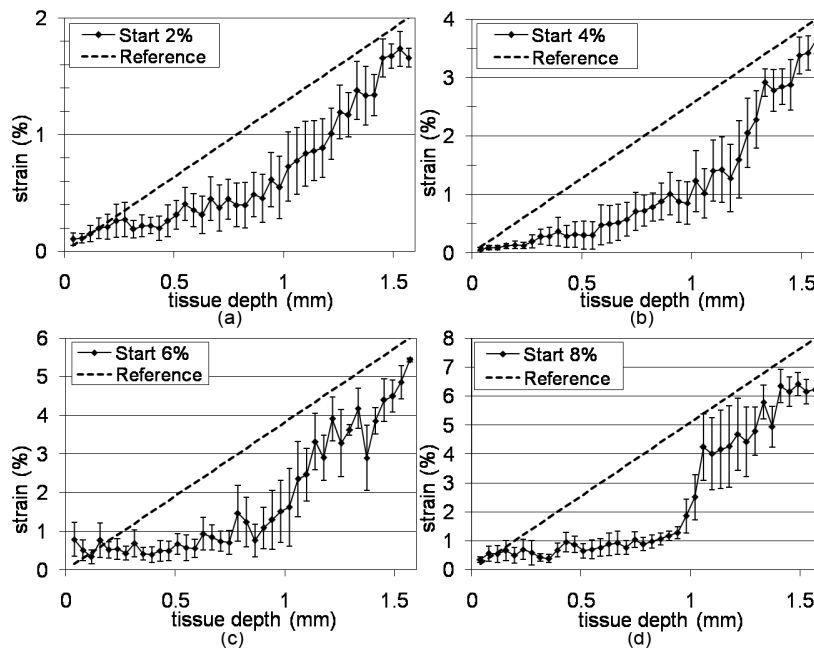 2
Start 2%
Reference
1
0
strain (%)
0 0.5 1 1.5
tissue depth (mm)
(a)
4
Start 4%
Reference
3
2
1
0
strain (%)
0 0.5 1 1.5
tissue depth (mm)
(b)
6
Start 6%
Reference
5
4
3
2
1
0
strain (%)
0 0.5 1 1.5
tissue depth (mm)
(c)
8
Start 8%
Reference
7
6
5
4
3
2
1
0
strain (%)
0 0.5 1 1.5
tissue depth (mm)
(d)